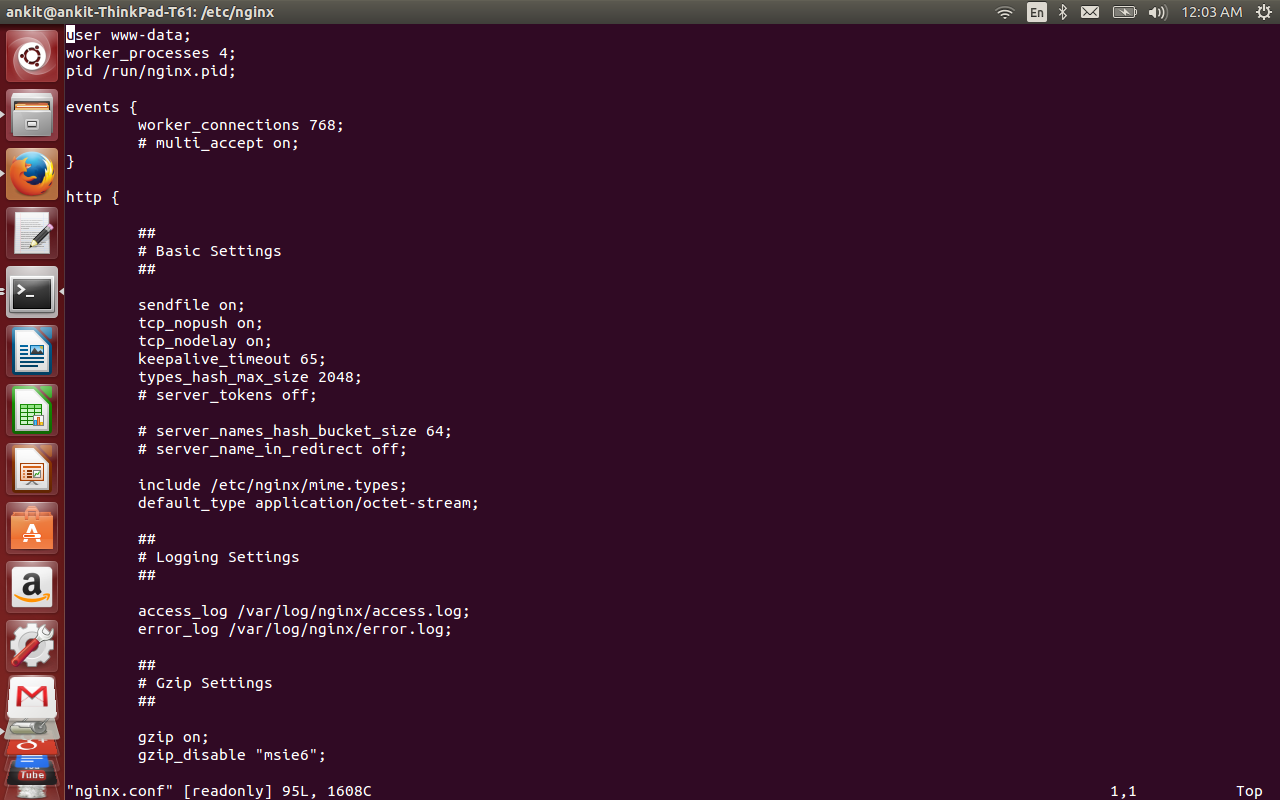 ankit@ankit-ThinkPad-T61: /etc/nginx
En
12:03 AM
user www-data;
worker_processes 4;
pid /run/nginx.pid;
events {
worker_connections 768;
# multi_accept on;
}
http {
##
# Basic Settings
##
sendfile on;
tcp_nopush on;
tcp_nodelay on;
keepalive_timeout 65;
types_hash_max_size 2048;
# server_tokens off;
# server_names_hash_bucket_size 64;
# server_name_in_redirect off;
include /etc/nginx/mime.types;
default_type application/octet-stream;
##
# Logging Settings
##
access_log /var/log/nginx/access.log;
error_log /var/log/nginx/error.log;
##
# Gzip Settings
##
gzip on;
gzip_disable "msie6";
"nginx.conf" [readonly] 95L, 1608C
1,1
Top
>_
A
a
M
Tube